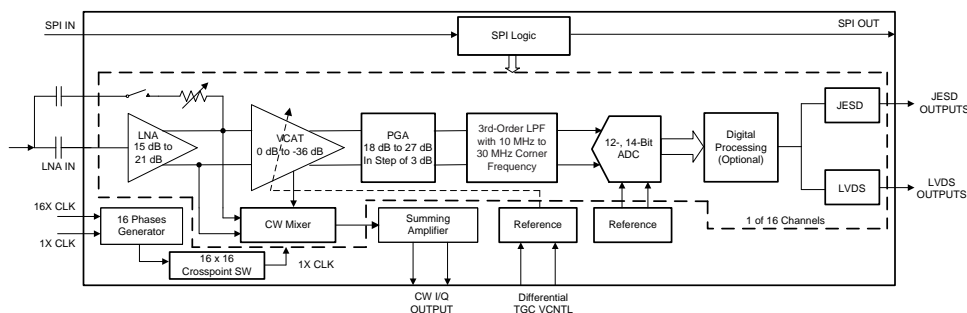 SPI IN
SPI Logic
SPI OUT
LNA IN
LNA
15 dB to
21 dB
VCAT
0 dB to -36 dB
PGA
18 dB to 27 dB
In Step of 3 dB
3rd-Order LPF
with 10 MHz to
30 MHz Corner
Frequency
12-, 14-Bit
ADC
Digital
Processing
(Optional)
JESD
JESD
OUTPUTS
LVDS
LVDS
OUTPUTS
16X CLK
1X CLK
16 Phases
Generator
16 x 16
Crosspoint SW
CW Mixer
1X CLK
Summing
Amplifier
Reference
Reference
1 of 16 Channels
CW I/Q
OUTPUT
Differential
TGC VCNTL